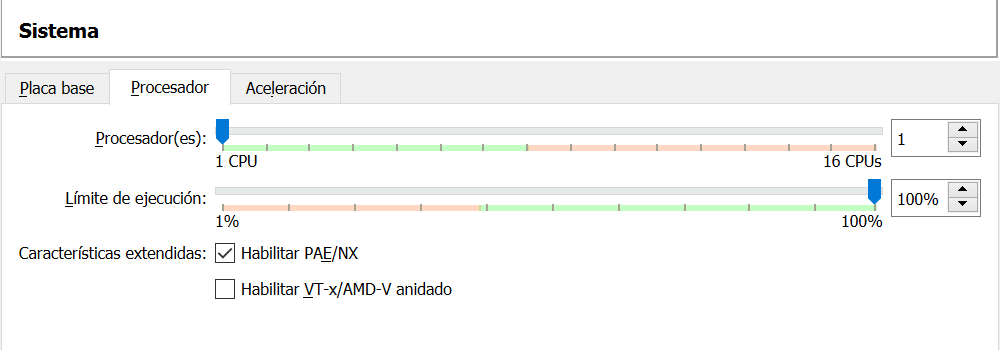 Sistema
Placa base Procesador Aceleración
Procesador(es): 1
1 CPU 16 CPUs
Límite de ejecución: 100%
1% 100%
Características extendidas: Habilitar PAE/NX
Habilitar VT-x/AMD-V anidado